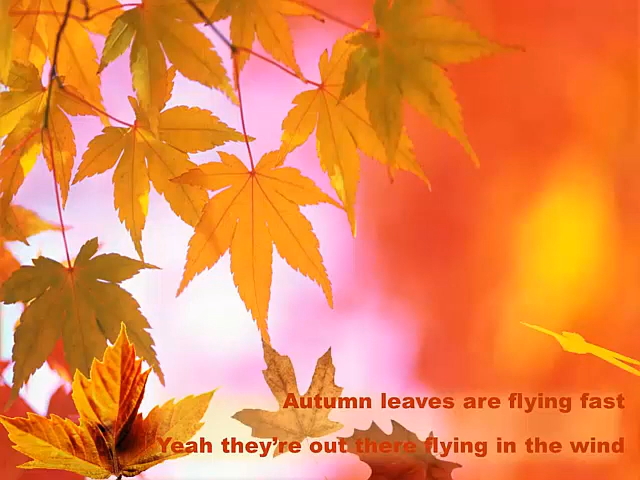 Autumn leaves are flying fast
Yeah they're out there flying in the wind